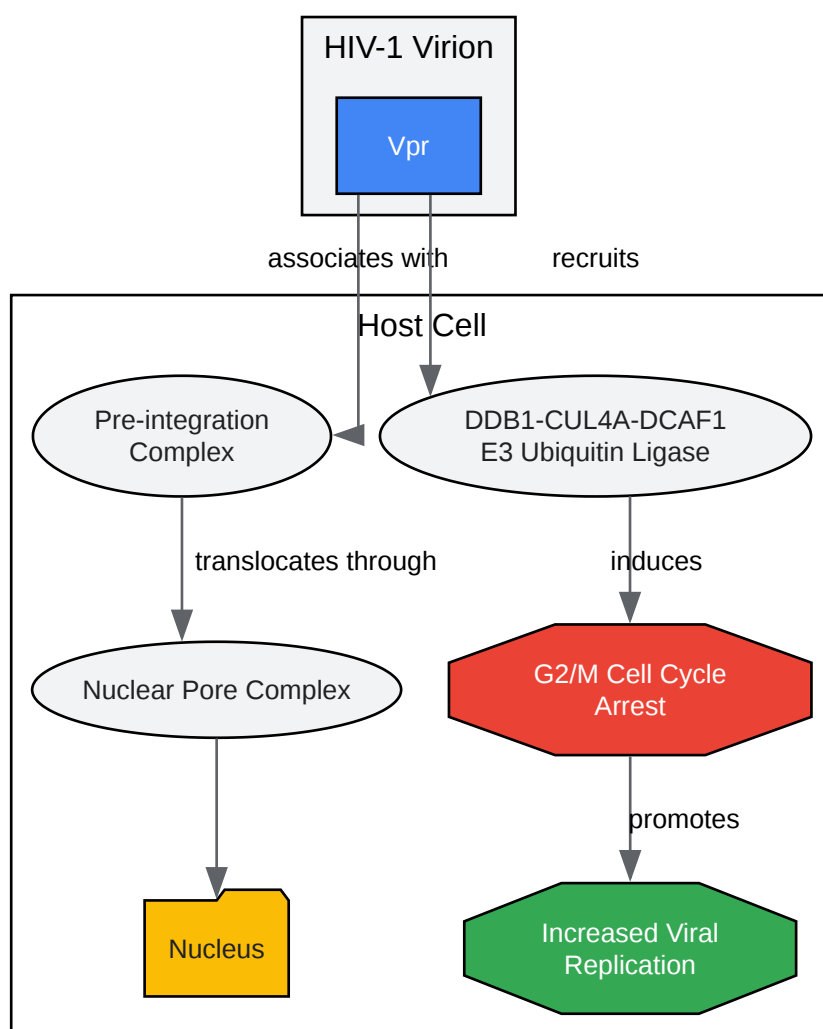 HIV-1 Virion
Vpr
associates with
recruits
Host Cell
Pre-integration
Complex
DDB1-CUL4A-DCAF1
E3 Ubiquitin Ligase
translocates through
induces
Nuclear Pore Complex
G2/M Cell Cycle
Arrest
promotes
Nucleus
Increased Viral
Replication